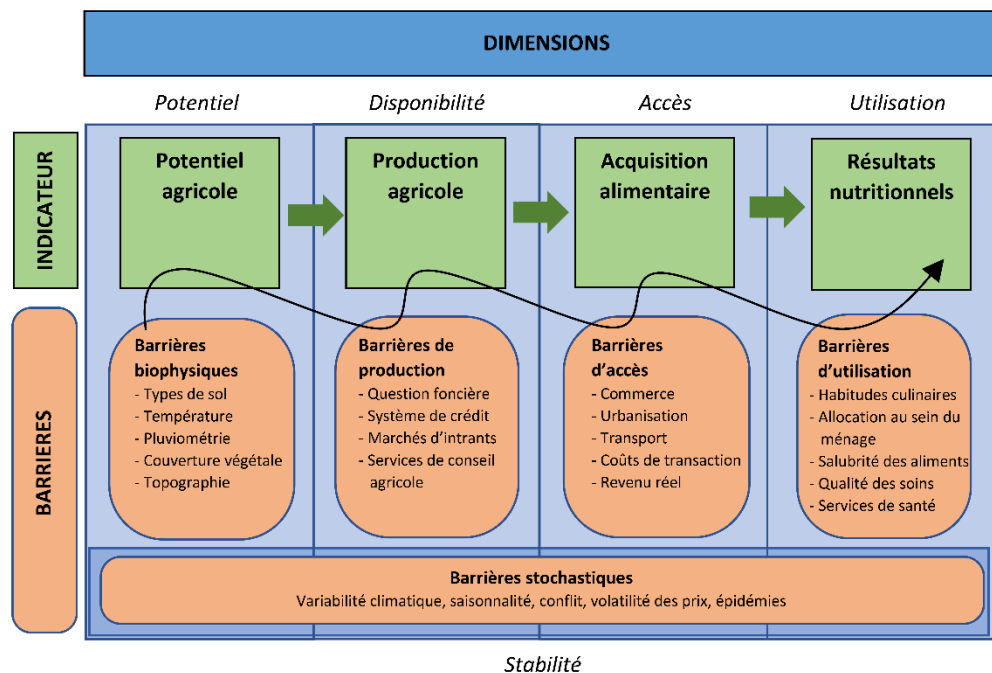 DIMENSIONS
Potentiel
Disponibilité
Accès
Utilisation
INDICATEUR
Potentiel
agricole
Production
agricole
Acquisition
alimentaire
Résultats
nutritionnels
BARRIERES
Barrières
biophysiques
- Types de sol
- Température
- Pluviométrie
- Couverture végétale
- Topographie
Barrières de
production
- Question foncière
- Système de crédit
- Marchés d'intrants
- Services de conseil
agricole
Barrières
d'accès
- Commerce
- Urbanisation
- Transport
- Coûts de transaction
- Revenu réel
Barrières
d'utilisation
- Habitudes culinaires
- Allocation au sein du
ménage
- Salubrité des aliments
- Qualité des soins
- Services de santé
Barrières stochastiques
Variabilité climatique, saisonnalité, conflit, volatilité des prix, épidémies
Stabilité